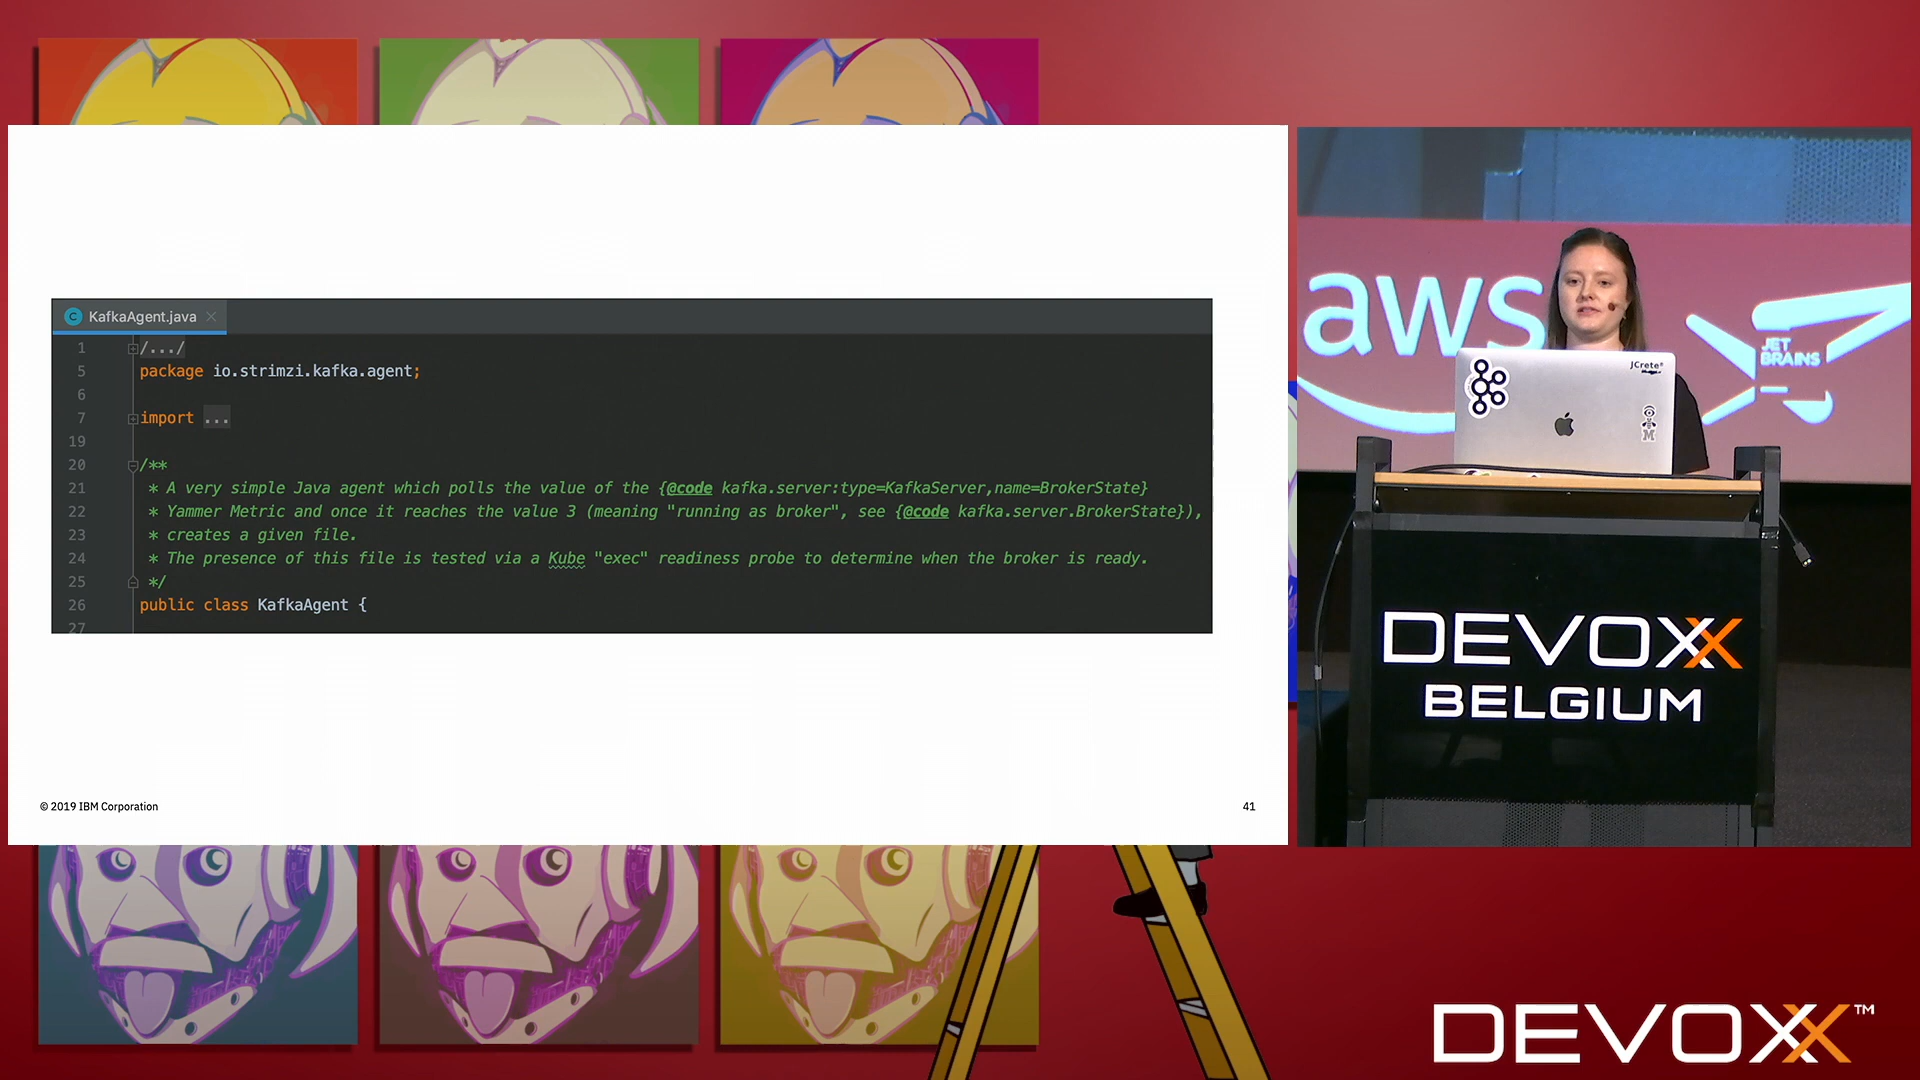 KafkaAgent.java
1 /.../
5 package io.strimzi.kafka.agent;
6
7 import ...
19
20 /**
21 * A very simple Java agent which polls the value of the {@code kafka.server:type=KafkaServer,name=BrokerState}
22 * Yammer Metric and once it reaches the value 3 (meaning "running as broker", see {@code kafka.server.BrokerState}),
23 * creates a given file.
24 * The presence of this file is tested via a Kube "exec" readiness probe to determine when the broker is ready.
25 */
26 public class KafkaAgent {
27
© 2019 IBM Corporation
41
aws
JET
BRAINS
JCrete
M
DEVOXX
BELGIUM
DEVOXX™